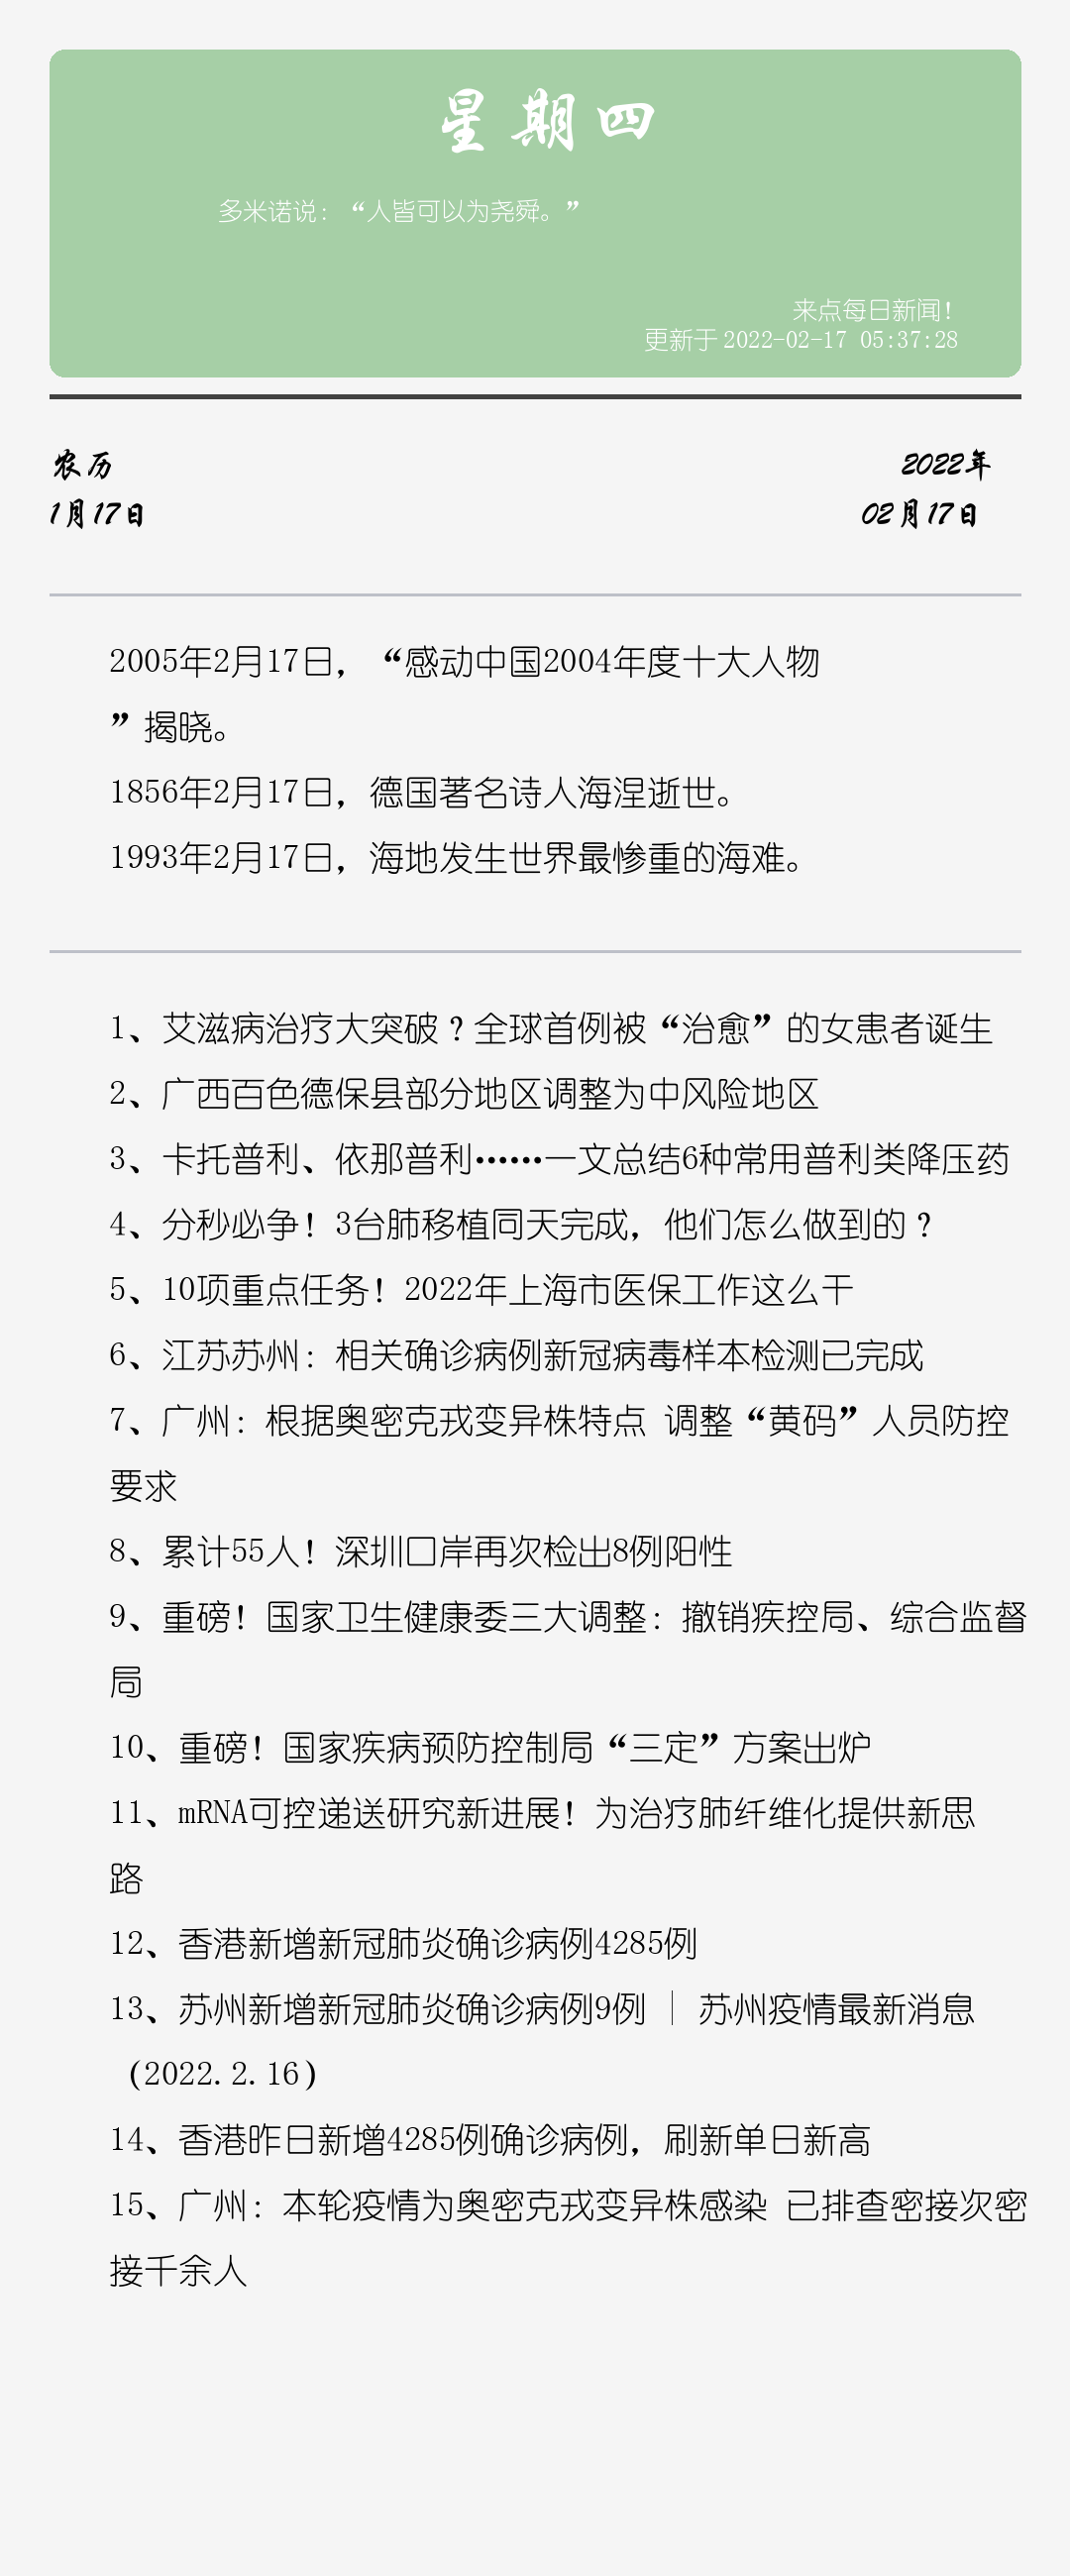 星期四
多米诺说：“人皆可以为尧舜。”
来点每日新闻！
更新于 2022-02-17 05:37:28
农历
2022年
1月17日
02月17日
2005年2月17日，“感动中国2004年度十大人物
”揭晓。
1856年2月17日，德国著名诗人海涅逝世。
1993年2月17日，海地发生世界最惨重的海难。
1、艾滋病治疗大突破？全球首例被“治愈”的女患者诞生
2、广西百色德保县部分地区调整为中风险地区
3、卡托普利、依那普利……一文总结6种常用普利类降压药
4、分秒必争！3台肺移植同天完成，他们怎么做到的？
5、10项重点任务！2022年上海市医保工作这么干
6、江苏苏州：相关确诊病例新冠病毒样本检测已完成
7、广州：根据奥密克戎变异株特点 调整“黄码”人员防控
要求
8、累计55人！深圳口岸再次检出8例阳性
9、重磅！国家卫生健康委三大调整：撤销疾控局、综合监督
局
10、重磅！国家疾病预防控制局“三定”方案出炉
11、mRNA可控递送研究新进展！为治疗肺纤维化提供新思
路
12、香港新增新冠肺炎确诊病例4285例
13、苏州新增新冠肺炎确诊病例9例｜苏州疫情最新消息
（2022.2.16）
14、香港昨日新增4285例确诊病例，刷新单日新高
15、广州：本轮疫情为奥密克戎变异株感染 已排查密接次密
接千余人